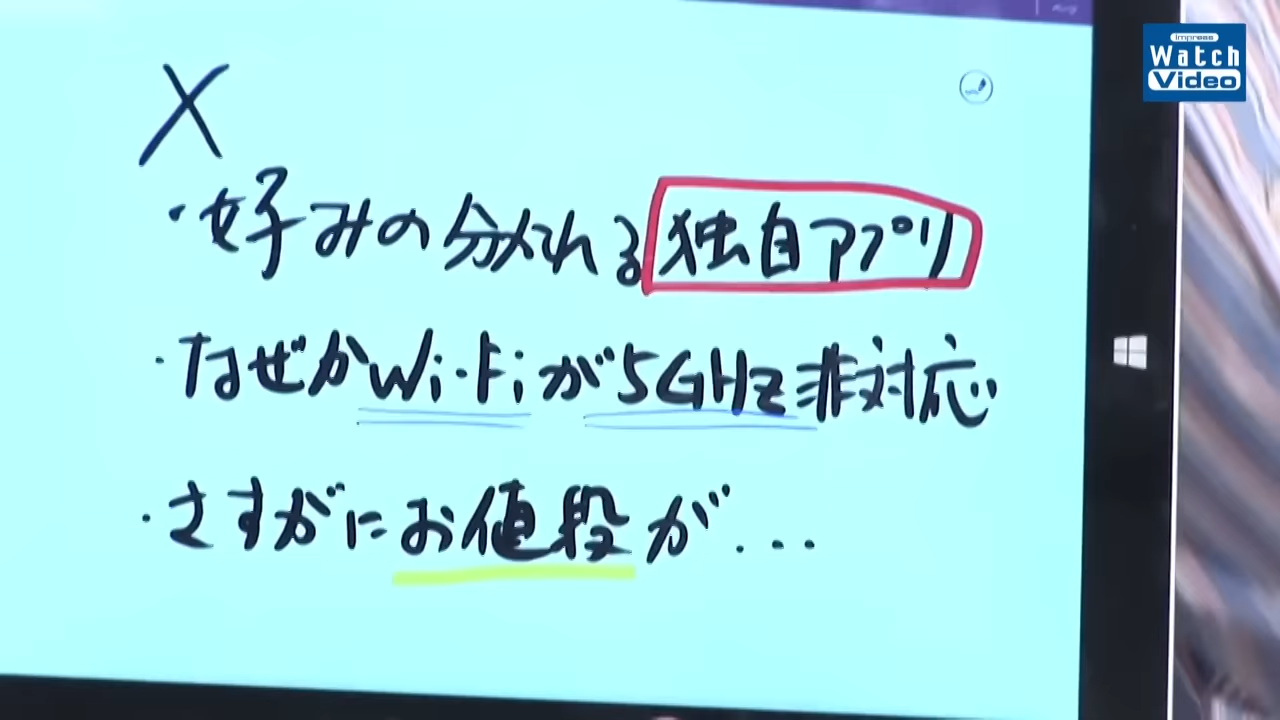 Impress
Watch
Video
X
・好みの分かれる独自アプリ
・なぜかWi-Fiが5GHz非対応
・さすがにお値段が...